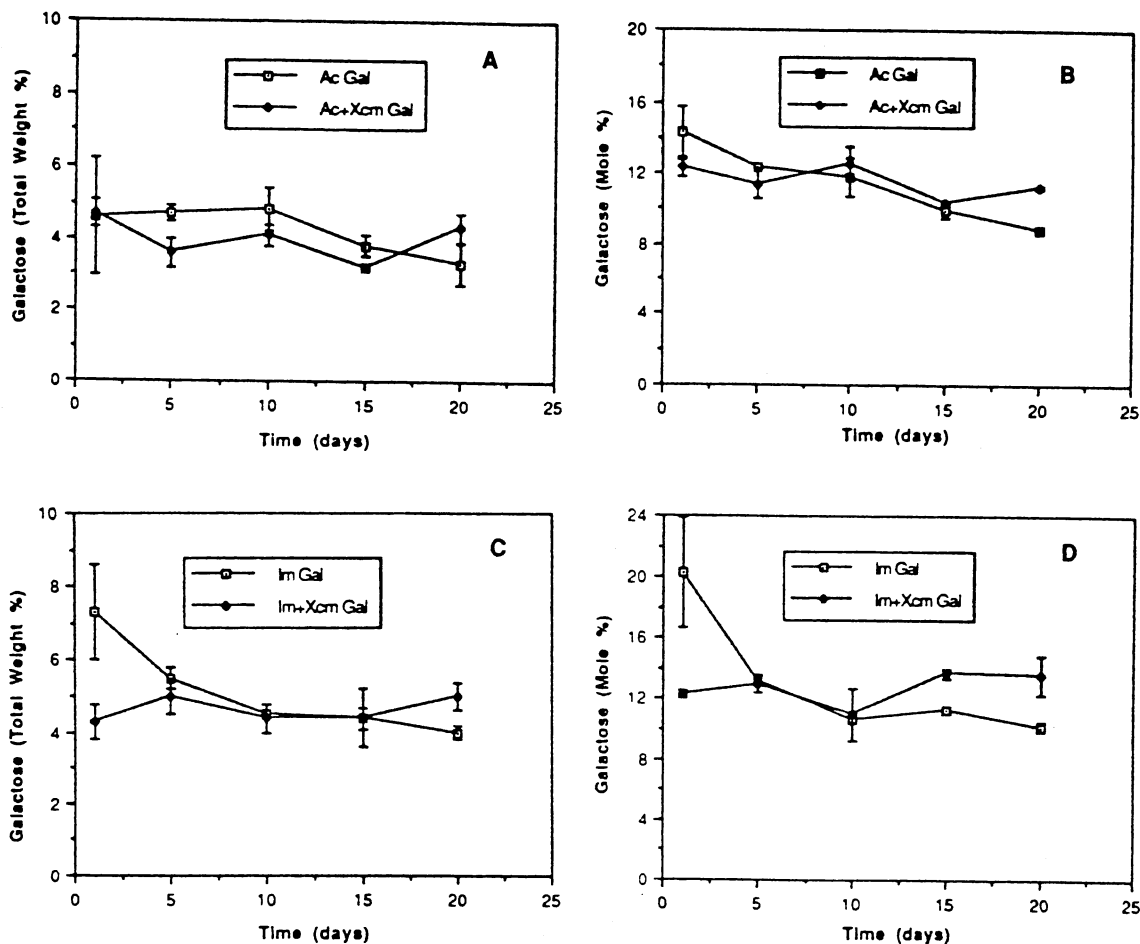 A
Galactose (Total Weight %)
10
8
6
4
2
0
Ac Gal
Ac+Xcm Gal
0 5 10 15 20 25
Time (days)
B
Galactose (Mole %)
20
16
12
8
4
0
Ac Gal
Ac+Xcm Gal
0 5 10 15 20 25
Time (days)
C
Galactose (Total Weight %)
10
8
6
4
2
0
Im Gal
Im+Xcm Gal
0 5 10 15 20 25
Time (days)
D
Galactose (Mole %)
24
20
16
12
8
4
0
Im Gal
Im+Xcm Gal
0 5 10 15 20 25
Time (days)